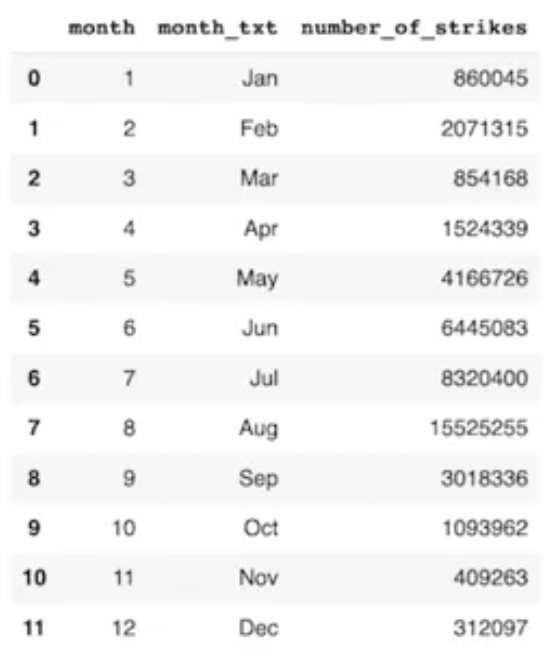 month month_txt number_of_strikes
0 1 Jan 860045
1 2 Feb 2071315
2 3 Mar 854168
3 4 Apr 1524339
4 5 May 4166726
5 6 Jun 6445083
6 7 Jul 8320400
7 8 Aug 15525255
8 9 Sep 3018336
9 10 Oct 1093962
10 11 Nov 409263
11 12 Dec 312097